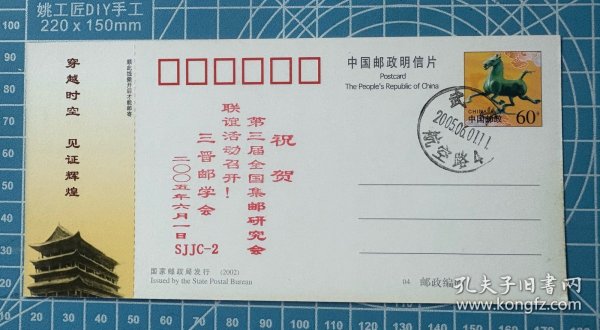 姚工匠DIY手工
220 x 150mm
穿越时空 见证辉煌
中国邮政明信片
Postcard
The People's Republic of China
CHINA
中国邮政
60分
2005.06.01.11
祝贺
第三届全国集邮研究会
联谊活动召开!
三晋邮学会
二〇〇五年六月一日
SJJC-2
国家邮政局发行 (2002)
Issued by the State Postal Bureau
04 邮政编
孔夫子旧书网
www.kongfz.com